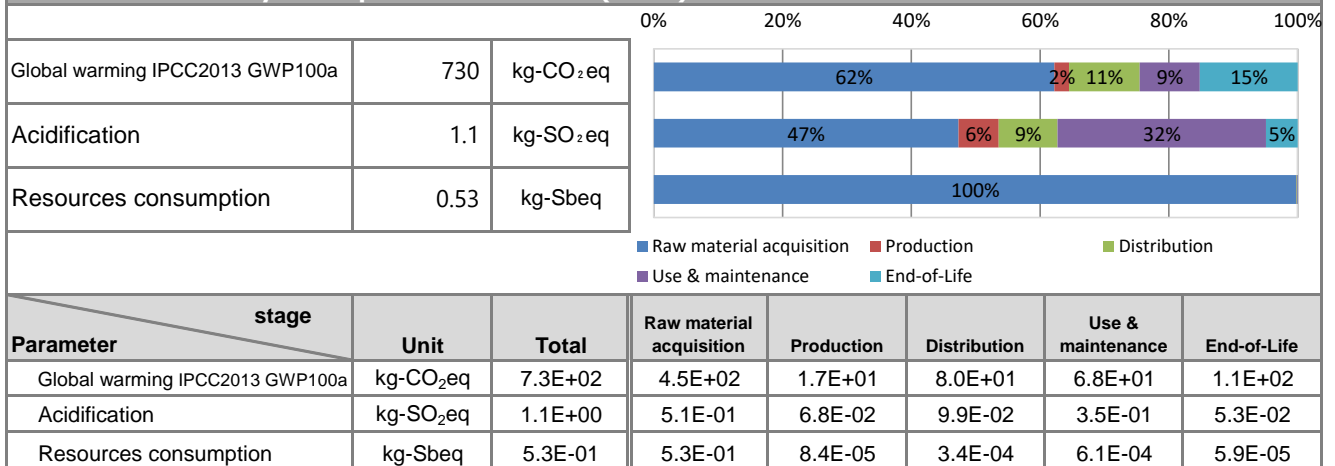 0% 20% 40% 60% 80% 100%
Global warming IPCC2013 GWP100a 730 kg-CO₂eq
62% 2% 11% 9% 15%
Acidification 1.1 kg-SO₂eq
47% 6% 9% 32% 5%
Resources consumption 0.53 kg-Sbeq
100%
Raw material acquisition Production Distribution
Use & maintenance End-of-Life
stage
Parameter Unit Total Raw material acquisition Production Distribution Use & maintenance End-of-Life
Global warming IPCC2013 GWP100a kg-CO₂eq 7.3E+02 4.5E+02 1.7E+01 8.0E+01 6.8E+01 1.1E+02
Acidification kg-SO₂eq 1.1E+00 5.1E-01 6.8E-02 9.9E-02 3.5E-01 5.3E-02
Resources consumption kg-Sbeq 5.3E-01 5.3E-01 8.4E-05 3.4E-04 6.1E-04 5.9E-05